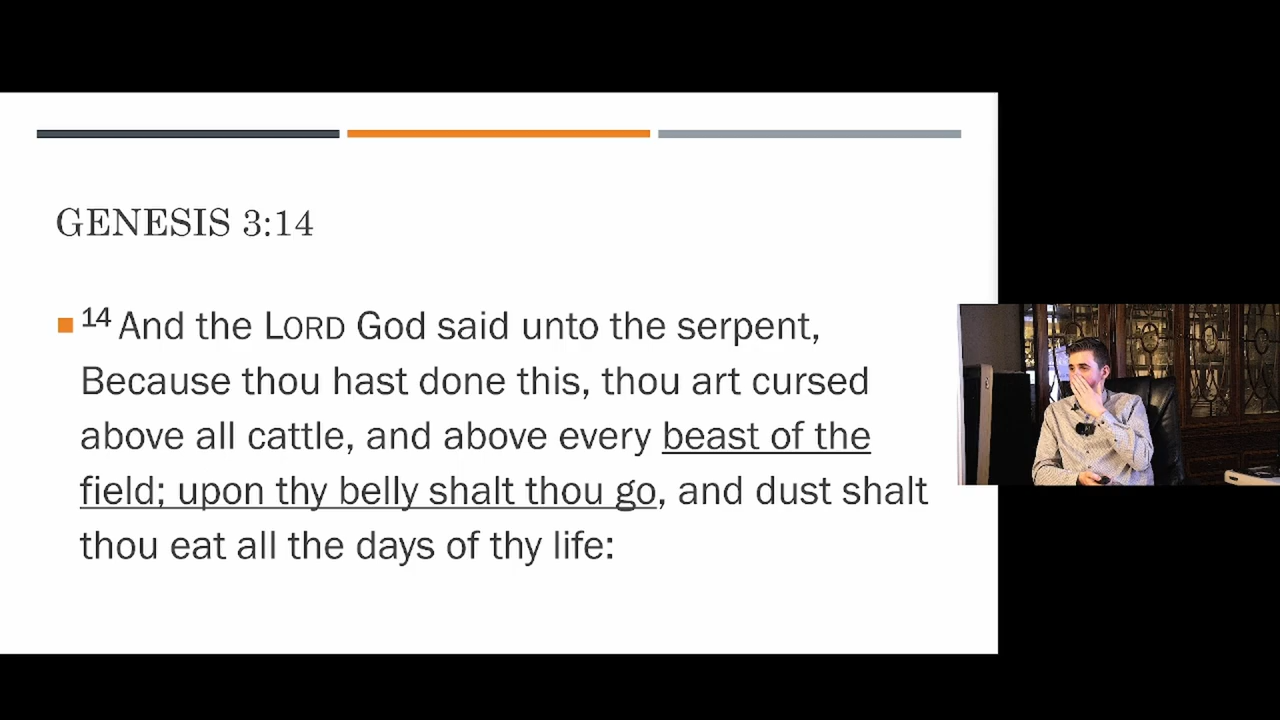 GENESIS 3:14
14 And the LORD God said unto the serpent,
Because thou hast done this, thou art cursed
above all cattle, and above every beast of the
field; upon thy belly shalt thou go, and dust shalt
thou eat all the days of thy life: